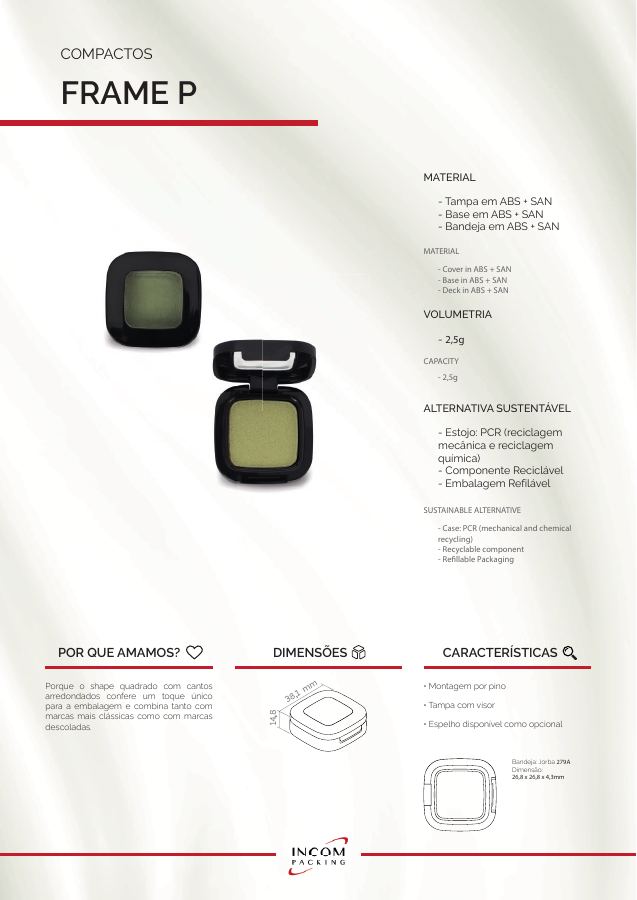 COMPACTOS
FRAME P
MATERIAL
- Tampa em ABS + SAN
- Base em ABS + SAN
- Bandeja em ABS + SAN
MATERIAL
- Cover in ABS + SAN
- Base in ABS + SAN
- Deck in ABS + SAN
VOLUMETRIA
- 2,5g
CAPACITY
- 2,5g
ALTERNATIVA SUSTENTÁVEL
- Estojo: PCR (reciclagem
mecânica e reciclagem
química)
- Componente Reciclável
- Embalagem Refilável
SUSTAINABLE ALTERNATIVE
- Case: PCR (mechanical and chemical
recycling)
- Recyclable component
- Refillable Packaging
POR QUE AMAMOS?
Porque o shape quadrado com cantos
arredondados confere um toque único
para a embalagem e combina tanto com
marcas mais clássicas como com marcas
descoladas.
DIMENSÕES
38,1 mm
14,8
CARACTERÍSTICAS
• Montagem por pino
• Tampa com visor
• Espelho disponível como opcional
Bandeja: Jorba 279A
Dimensão:
26,8 x 26,8 x 4,3mm
INCOM
PACKING